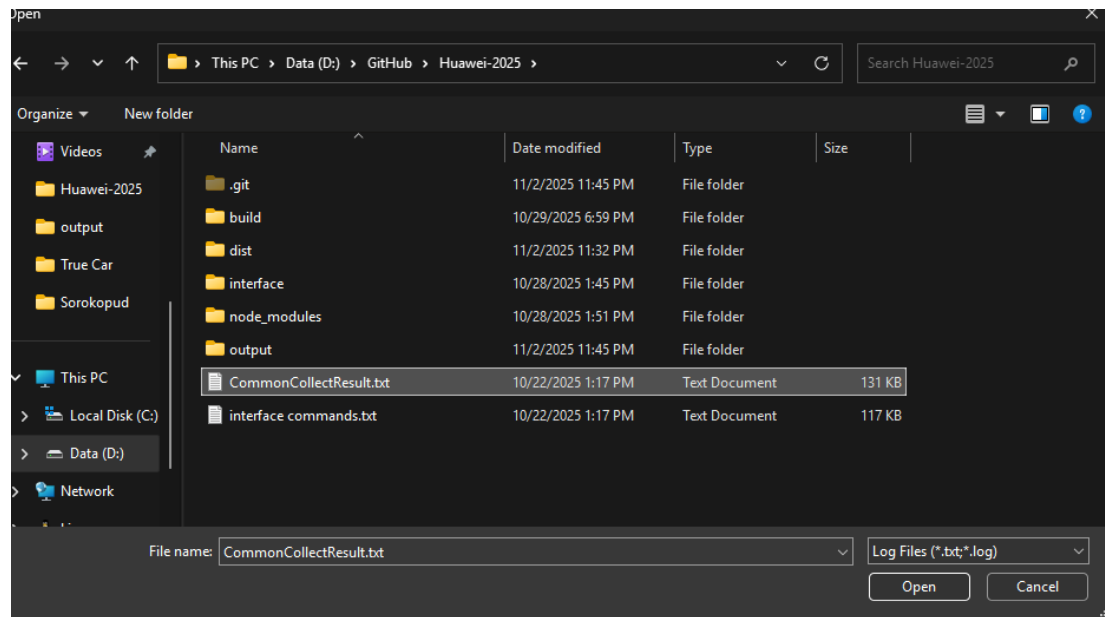 Open
This PC > Data (D:) > GitHub > Huawei-2025 >
Search Huawei-2025
Organize New folder
Videos
Huawei-2025
output
True Car
Sorokopud
This PC
Local Disk (C:)
Data (D:)
Network
Name Date modified Type Size
.git 11/2/2025 11:45 PM File folder
build 10/29/2025 6:59 PM File folder
dist 11/2/2025 11:32 PM File folder
interface 10/28/2025 1:45 PM File folder
node_modules 10/28/2025 1:51 PM File folder
output 11/2/2025 11:45 PM File folder
CommonCollectResult.txt 10/22/2025 1:17 PM Text Document 131 KB
interface commands.txt 10/22/2025 1:17 PM Text Document 117 KB
File name: CommonCollectResult.txt Log Files (*.txt;*.log)
Open Cancel